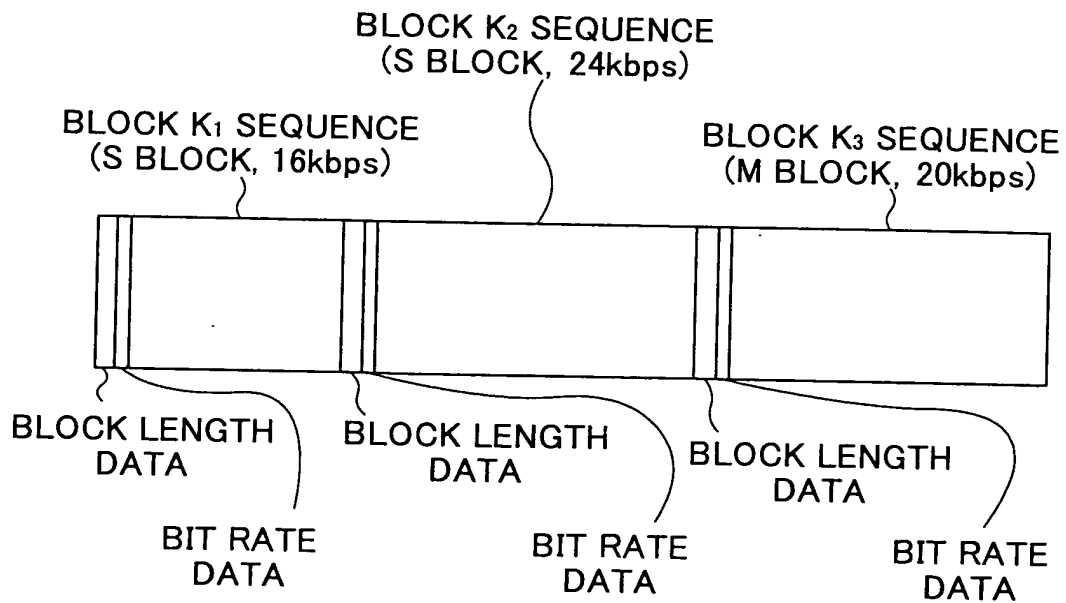 BLOCK K₂ SEQUENCE
(S BLOCK, 24kbps)
BLOCK K₁ SEQUENCE
(S BLOCK, 16kbps)
BLOCK K₃ SEQUENCE
(M BLOCK, 20kbps)
BLOCK LENGTH
DATA
BLOCK LENGTH
DATA
BLOCK LENGTH
DATA
BIT RATE
DATA
BIT RATE
DATA
BIT RATE
DATA